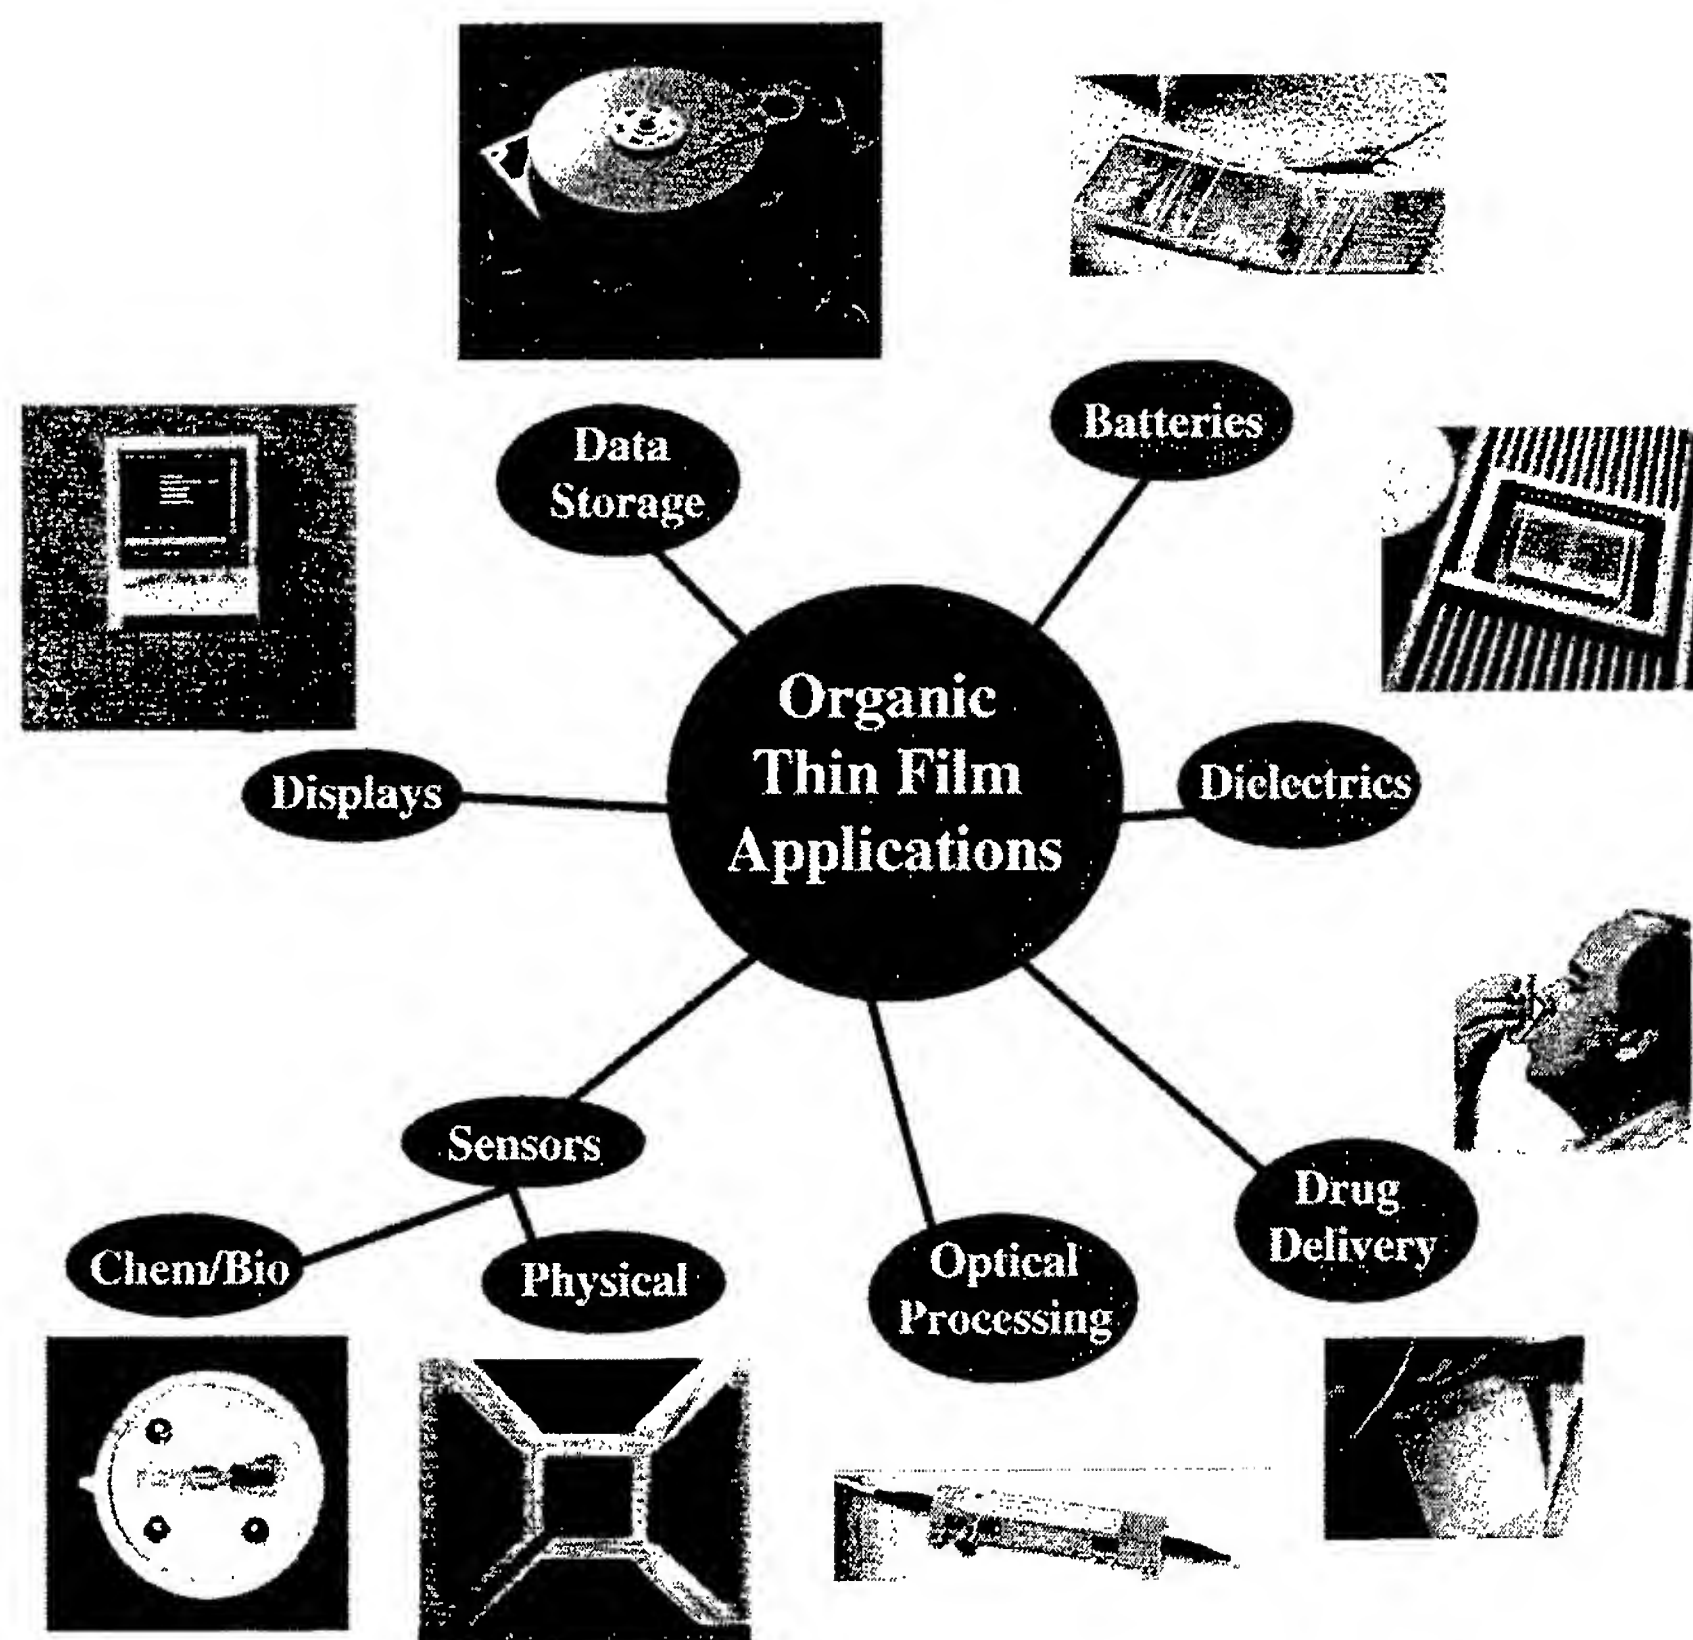 Batteries
Data
Storage
Organic
Thin Film
Applications
Displays
Dielectrics
Sensors
Drug
Delivery
Chem/Bio
Physical
Optical
Processing